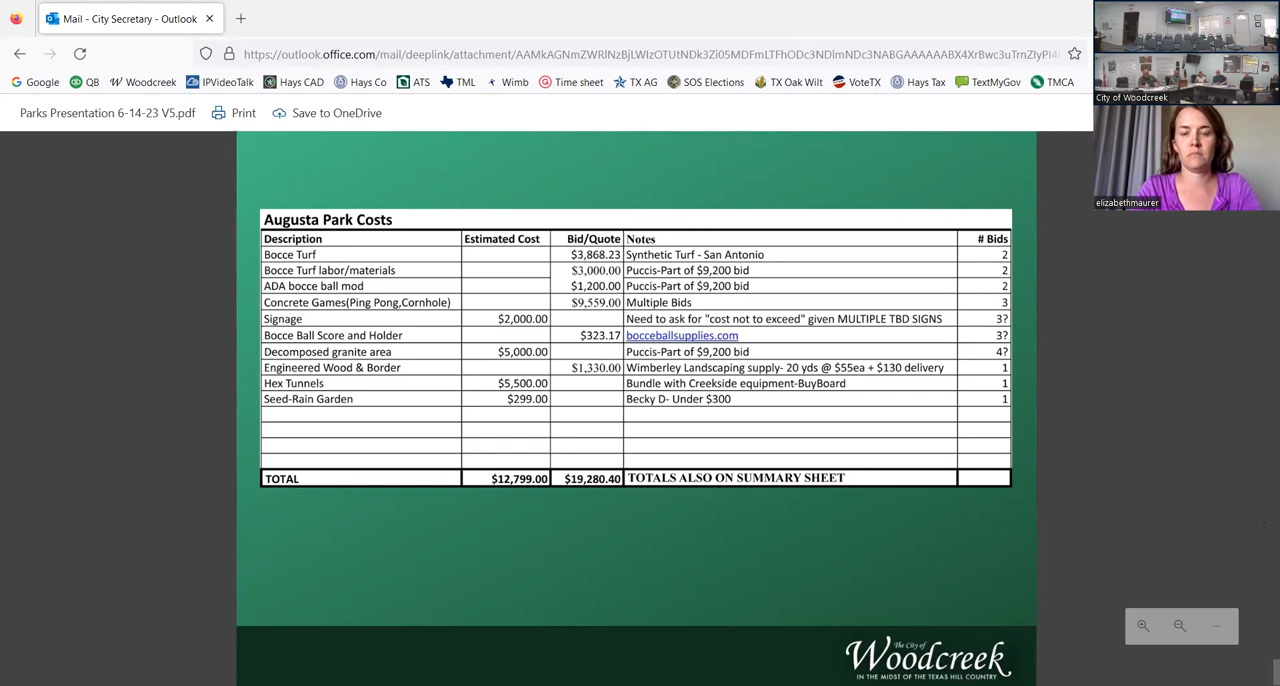 Mail - City Secretary - Outlook
Google QB Woodcreek IPVideoTalk Hays CAD Hays Co ATS TML Wimb Time sheet TX AG SOS Elections TX Oak Wilt VoteTX Hays Tax TextMyGov TMCA
City of Woodcreek
elizabethmaurer
Parks Presentation 6-14-23 V5.pdf Print Save to OneDrive
Augusta Park Costs
Description Estimated Cost Bid/Quote Notes # Bids
Bocce Turf $3,868.23 Synthetic Turf - San Antonio 2
Bocce Turf labor/materials $3,000.00 Puccis-Part of $9,200 bid 2
ADA bocce ball mod $1,200.00 Puccis-Part of $9,200 bid 2
Concrete Games(Ping Pong,Cornhole) $9,559.00 Multiple Bids 3
Signage $2,000.00 Need to ask for "cost not to exceed" given MULTIPLE TBD SIGNS 3?
Bocce Ball Score and Holder $323.17 bocceballsupplies.com 3?
Decomposed granite area $5,000.00 Puccis-Part of $9,200 bid 4?
Engineered Wood & Border $1,330.00 Wimberley Landscaping supply- 20 yds @ $55ea + $130 delivery 1
Hex Tunnels $5,500.00 Bundle with Creekside equipment-BuyBoard 1
Seed-Rain Garden $299.00 Becky D- Under $300 1
TOTAL $12,799.00 $19,280.40 TOTALS ALSO ON SUMMARY SHEET
The City of
Woodcreek
IN THE MIDST OF THE TEXAS HILL COUNTRY